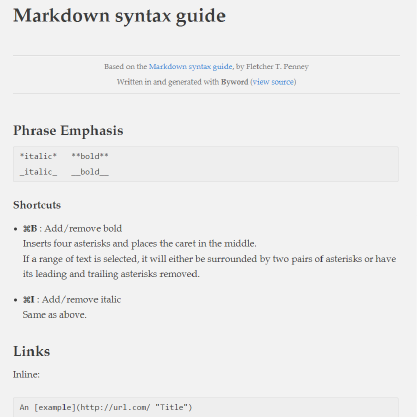 Markdown syntax guide
Based on the Markdown syntax guide, by Fletcher T. Penney
Written in and generated with Byword (view source)
Phrase Emphasis
*italic*   **bold**
_italic_   __bold__
Shortcuts
• ⌘B : Add/remove bold
Inserts four asterisks and places the caret in the middle.
If a range of text is selected, it will either be surrounded by two pairs of asterisks or have
its leading and trailing asterisks removed.
• ⌘I : Add/remove italic
Same as above.
Links
Inline:
An [example](http://url.com/ "Title")